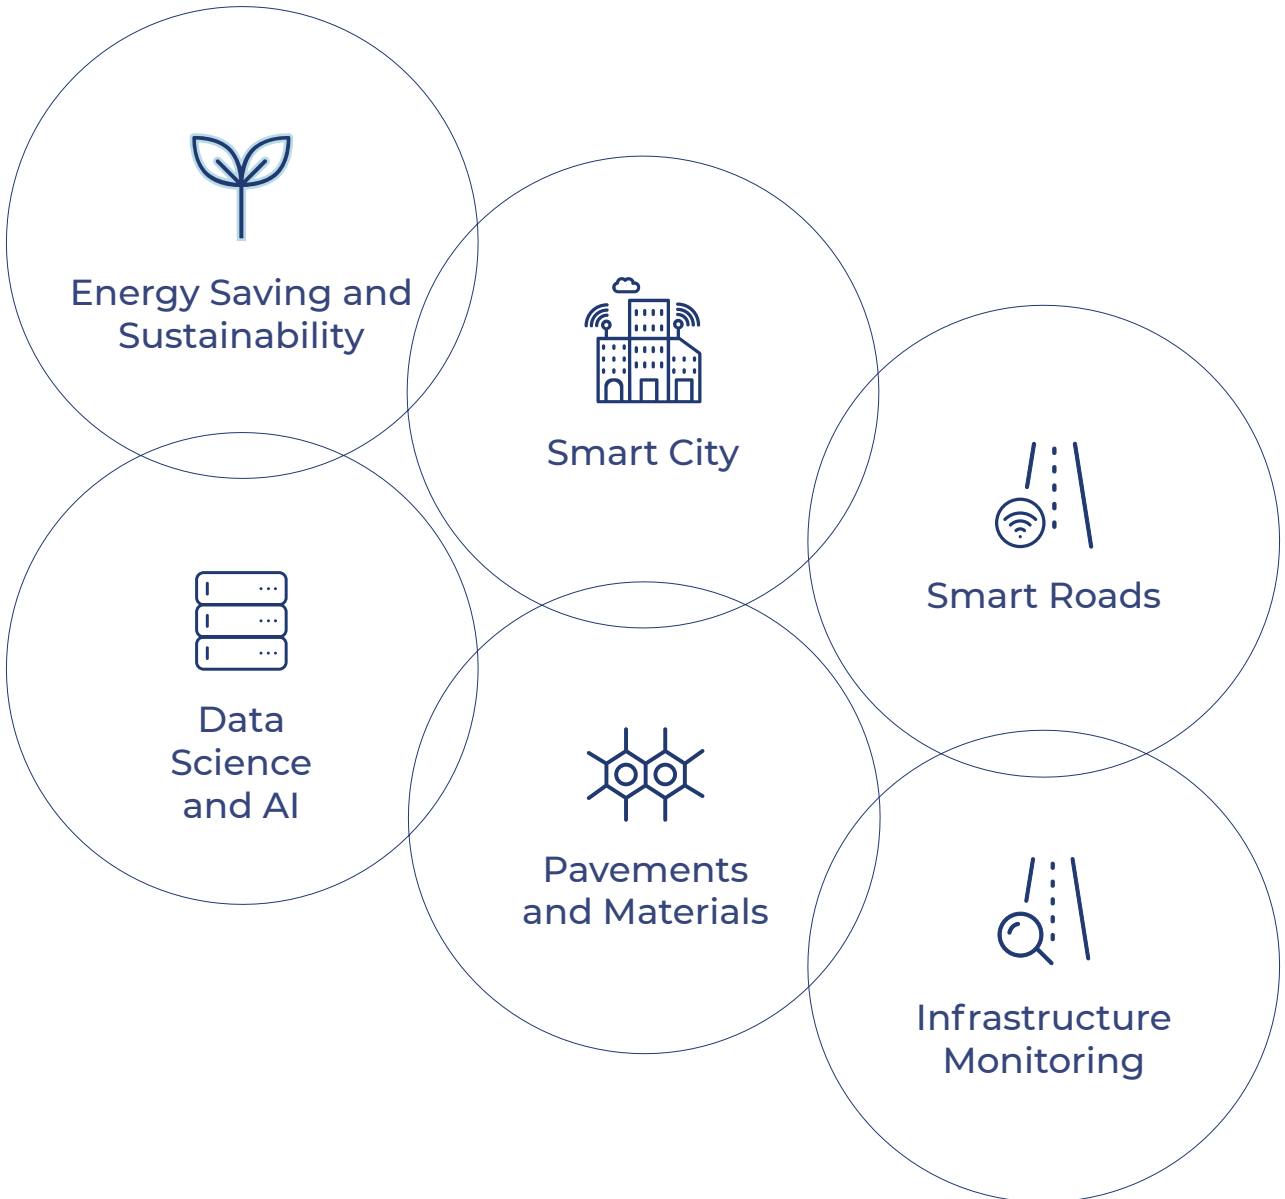 Energy Saving and
Sustainability
Smart City
Smart Roads
Data
Science
and AI
Pavements
and Materials
Infrastructure
Monitoring